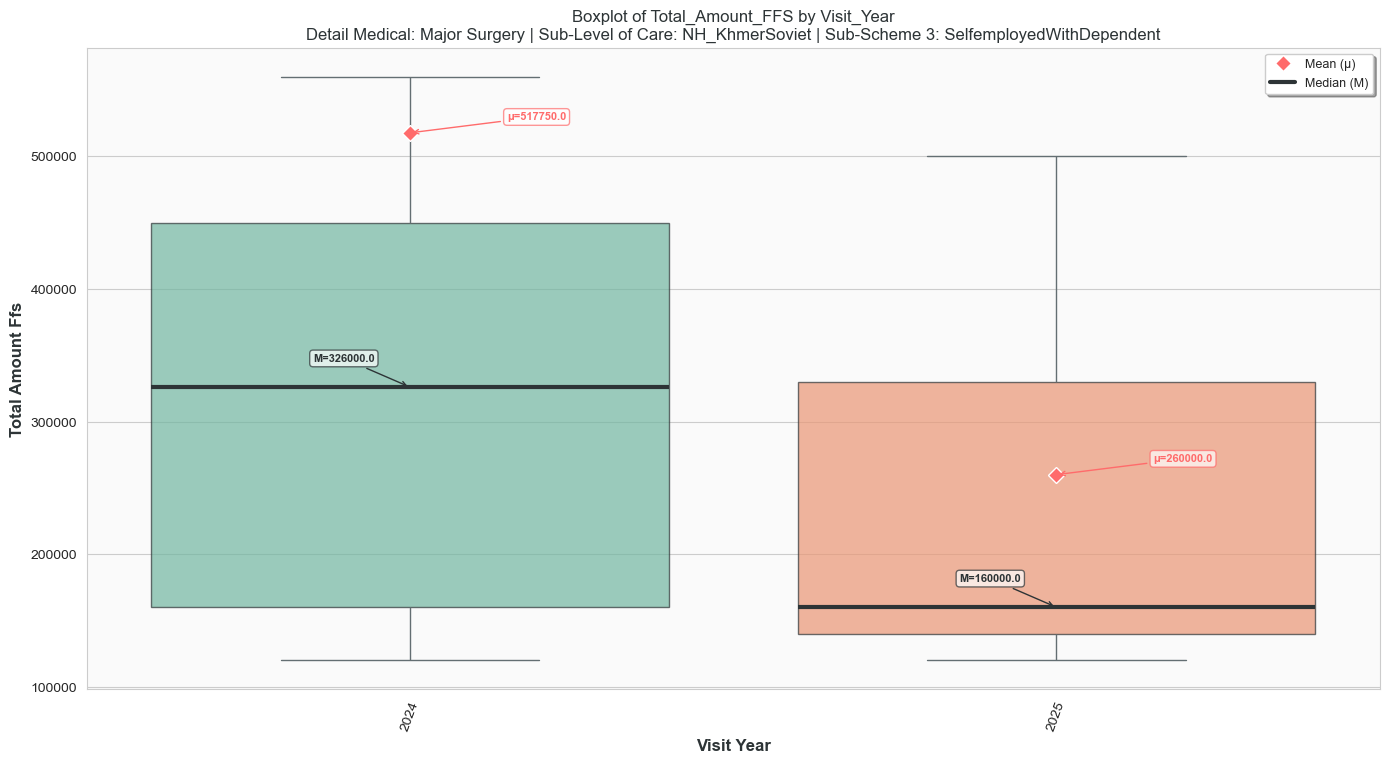 Boxplot of Total_Amount_FFS by Visit_Year
Detail Medical: Major Surgery | Sub-Level of Care: NH_KhmerSoviet | Sub-Scheme 3: SelfemployedWithDependent
Mean (μ)
Median (M)
μ=517750.0
500000
400000
M=326000.0
300000
μ=260000.0
200000
M=160000.0
100000
Total Amount Ffs
2024
2025
Visit Year